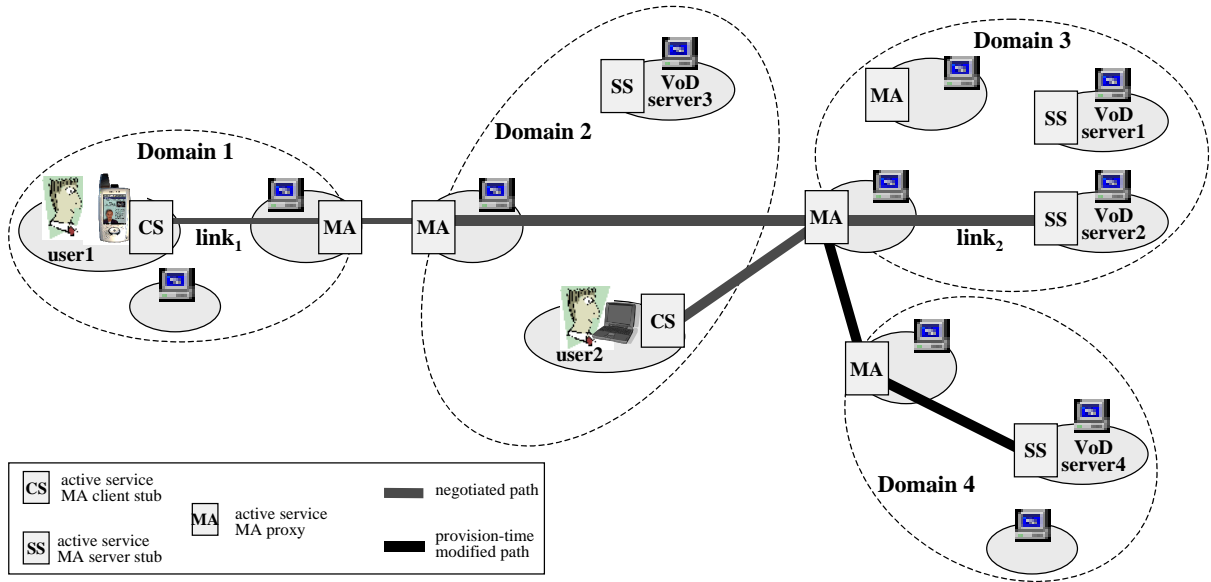 Domain 1
user1
CS
link1
MA
Domain 2
MA
SS
VoD
server3
user2
CS
Domain 3
MA
SS
VoD
server1
MA
link2
SS
VoD
server2
MA
SS
VoD
server4
Domain 4
CS
active service
MA client stub
SS
active service
MA server stub
MA
active service
MA proxy
negotiated path
provision-time
modified path